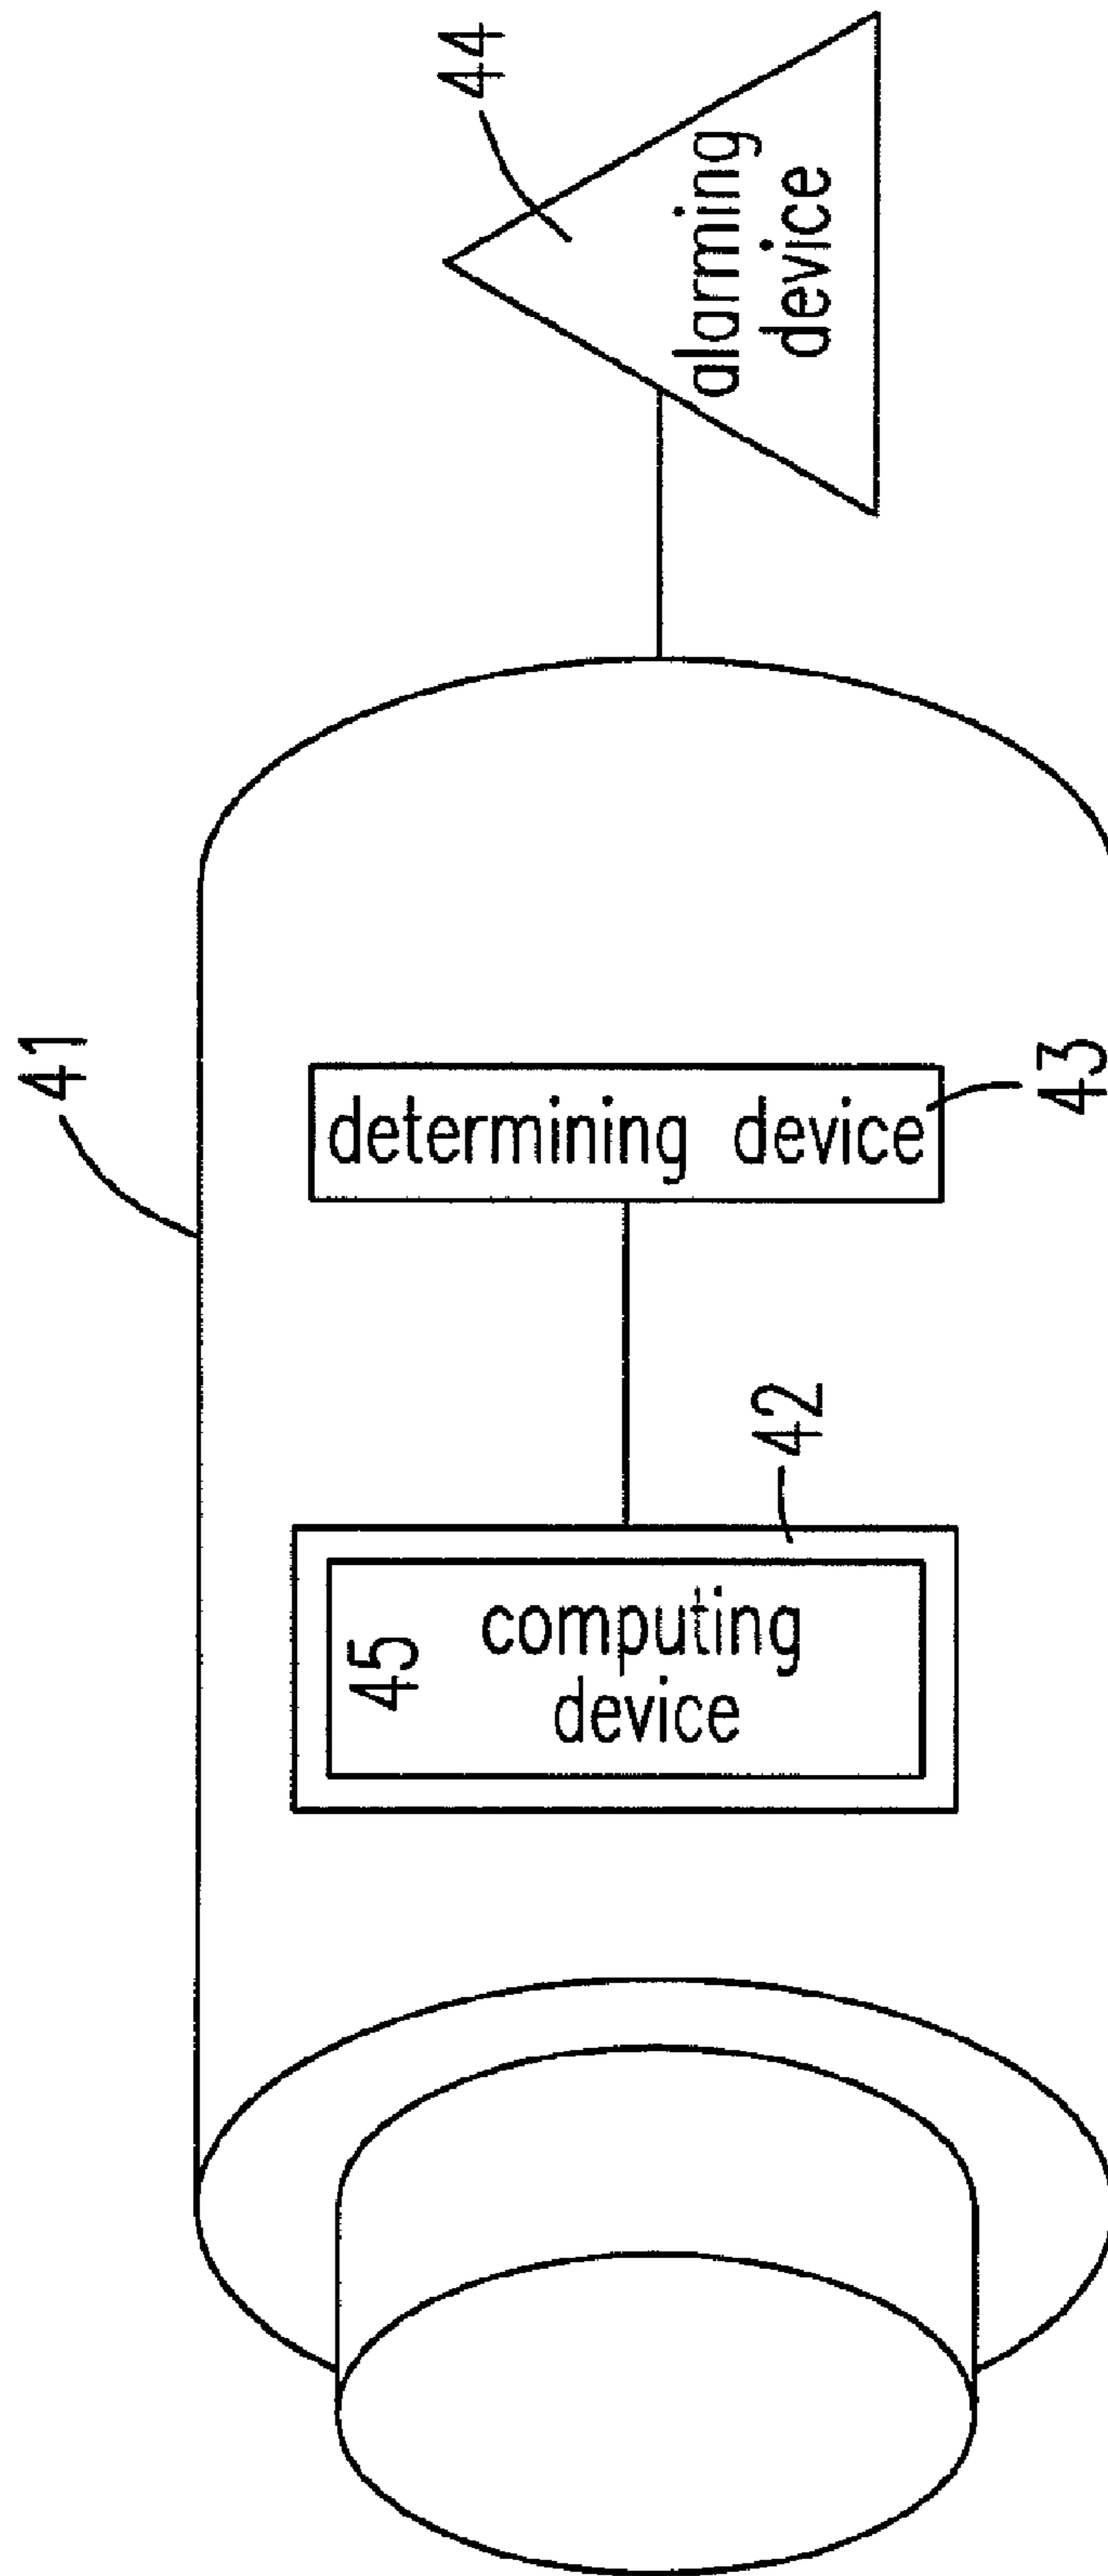 41
44
45
computing
device
42
determining device
43
alarming
device